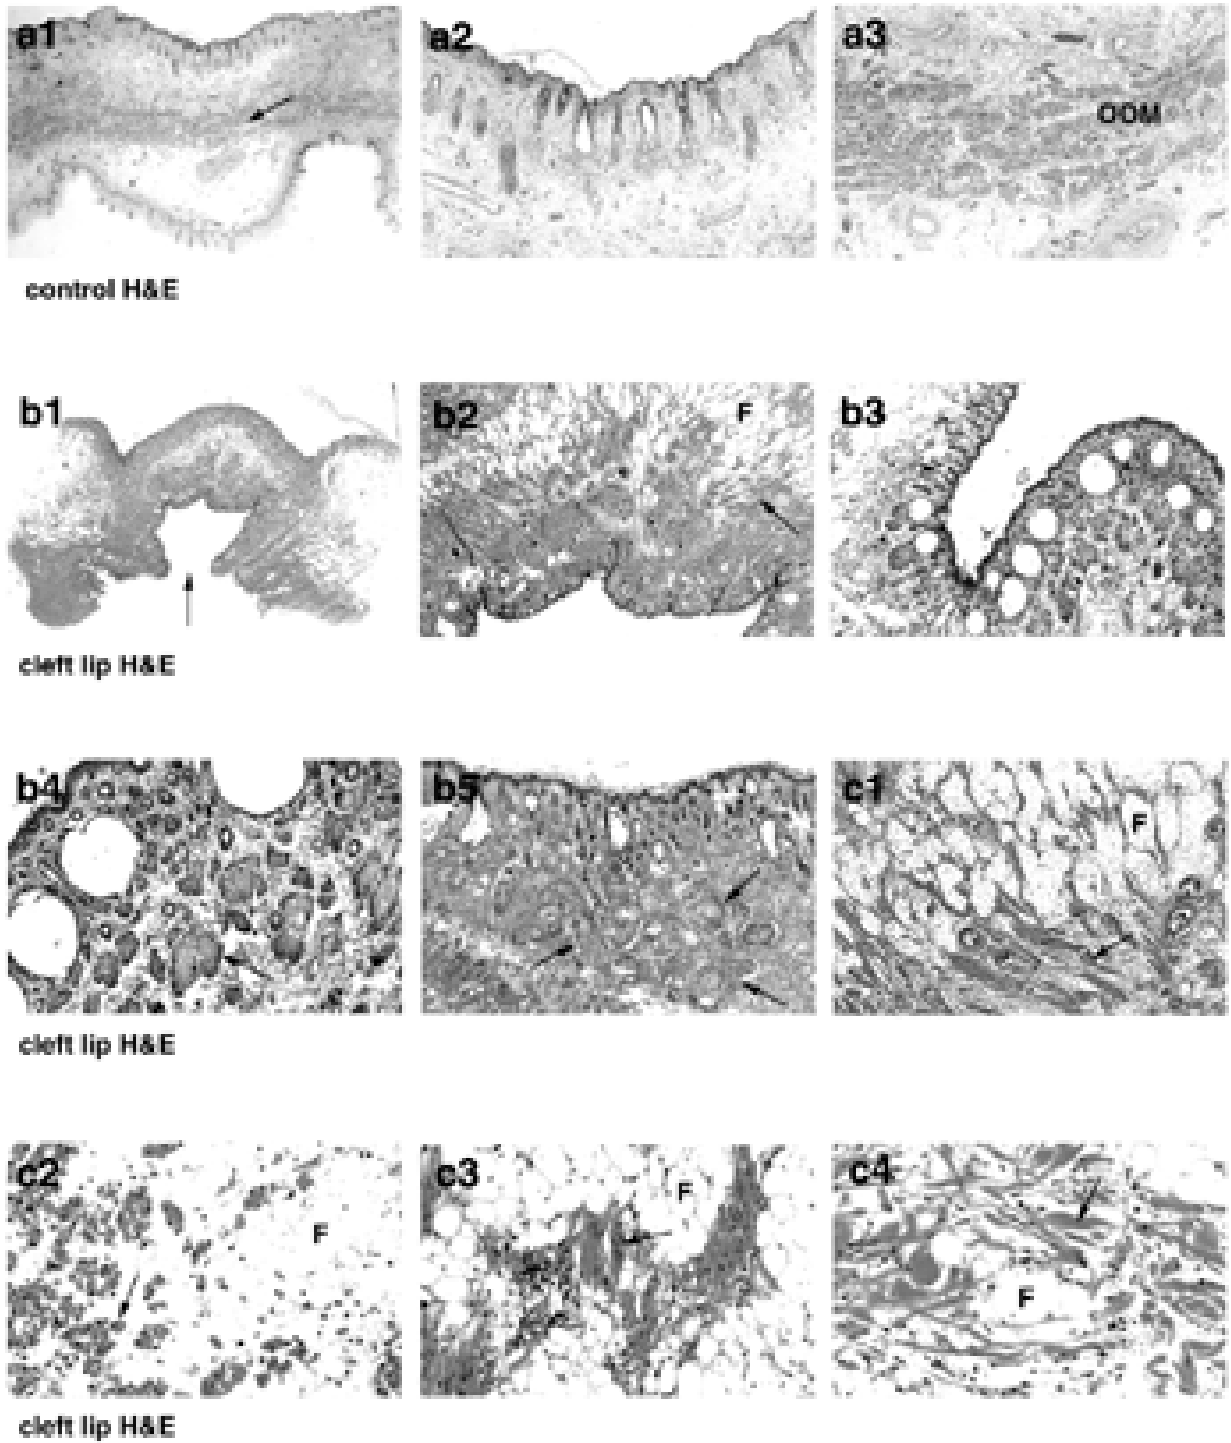 a1 a2 a3
OOM
control H&E
b1 b2 F b3
cleft lip H&E
b4 b5 c1
F
cleft lip H&E
c2 c3 c4
F F F
cleft lip H&E